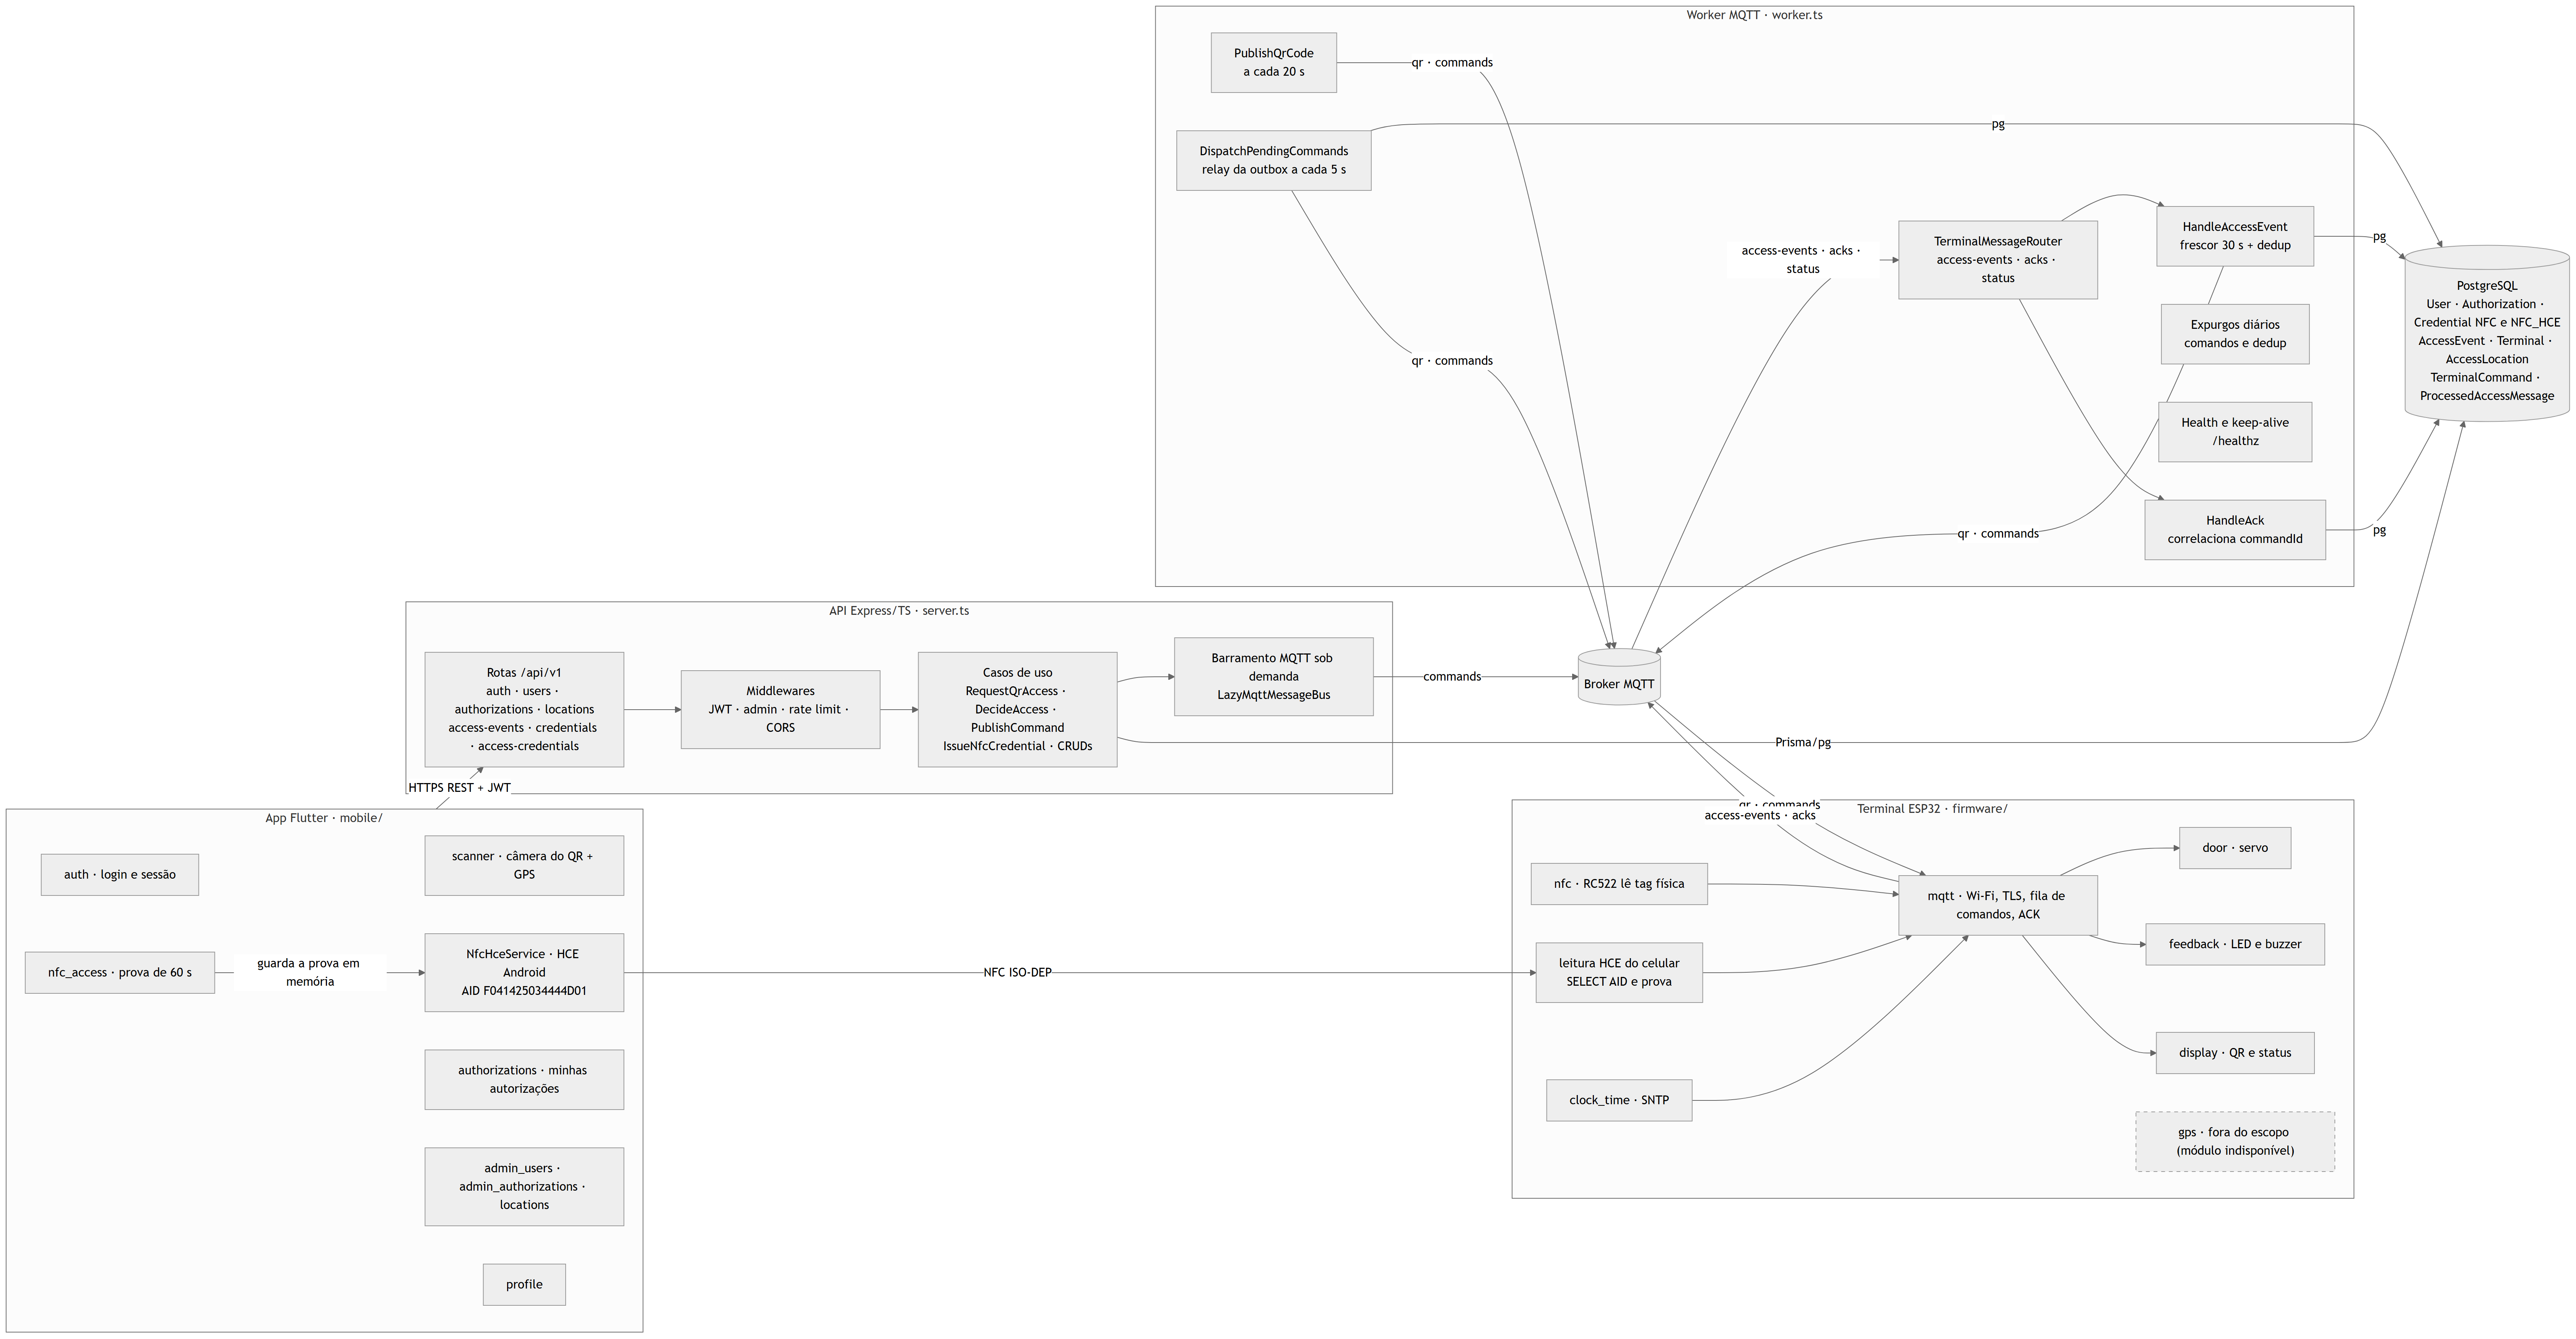 Worker MQTT · worker.ts
PublishQrCode
a cada 20 s
qr · commands
DispatchPendingCommands
relay da outbox a cada 5 s
pg
qr · commands
access-events · acks ·
status
TerminalMessageRouter
access-events · acks ·
status
HandleAccessEvent
frescor 30 s + dedup
pg
Expurgos diários
comandos e dedup
Health e keep-alive
/healthz
HandleAck
correlaciona commandId
pg
qr · commands
PostgreSQL
User · Authorization ·
Credential NFC e NFC_HCE
AccessEvent · Terminal ·
AccessLocation
TerminalCommand ·
ProcessedAccessMessage
API Express/TS · server.ts
Rotas /api/v1
auth · users ·
authorizations · locations
access-events · credentials
· access-credentials
Middlewares
JWT · admin · rate limit ·
CORS
Casos de uso
RequestQrAccess ·
DecideAccess ·
PublishCommand
IssueNfcCredential · CRUDs
Barramento MQTT sob
demanda
LazyMqttMessageBus
commands
Broker MQTT
Prisma/pg
HTTPS REST + JWT
App Flutter · mobile/
auth · login e sessão
scanner · câmera do QR +
GPS
nfc_access · prova de 60 s
guarda a prova em
memória
NfcHceService · HCE
Android
AID F041425034444D01
authorizations · minhas
autorizações
admin_users ·
admin_authorizations ·
locations
profile
NFC ISO-DEP
qr · commands
access-events · acks
Terminal ESP32 · firmware/
nfc · RC522 lê tag física
leitura HCE do celular
SELECT AID e prova
clock_time · SNTP
mqtt · Wi-Fi, TLS, fila de
comandos, ACK
door · servo
feedback · LED e buzzer
display · QR e status
gps · fora do escopo
(módulo indisponível)